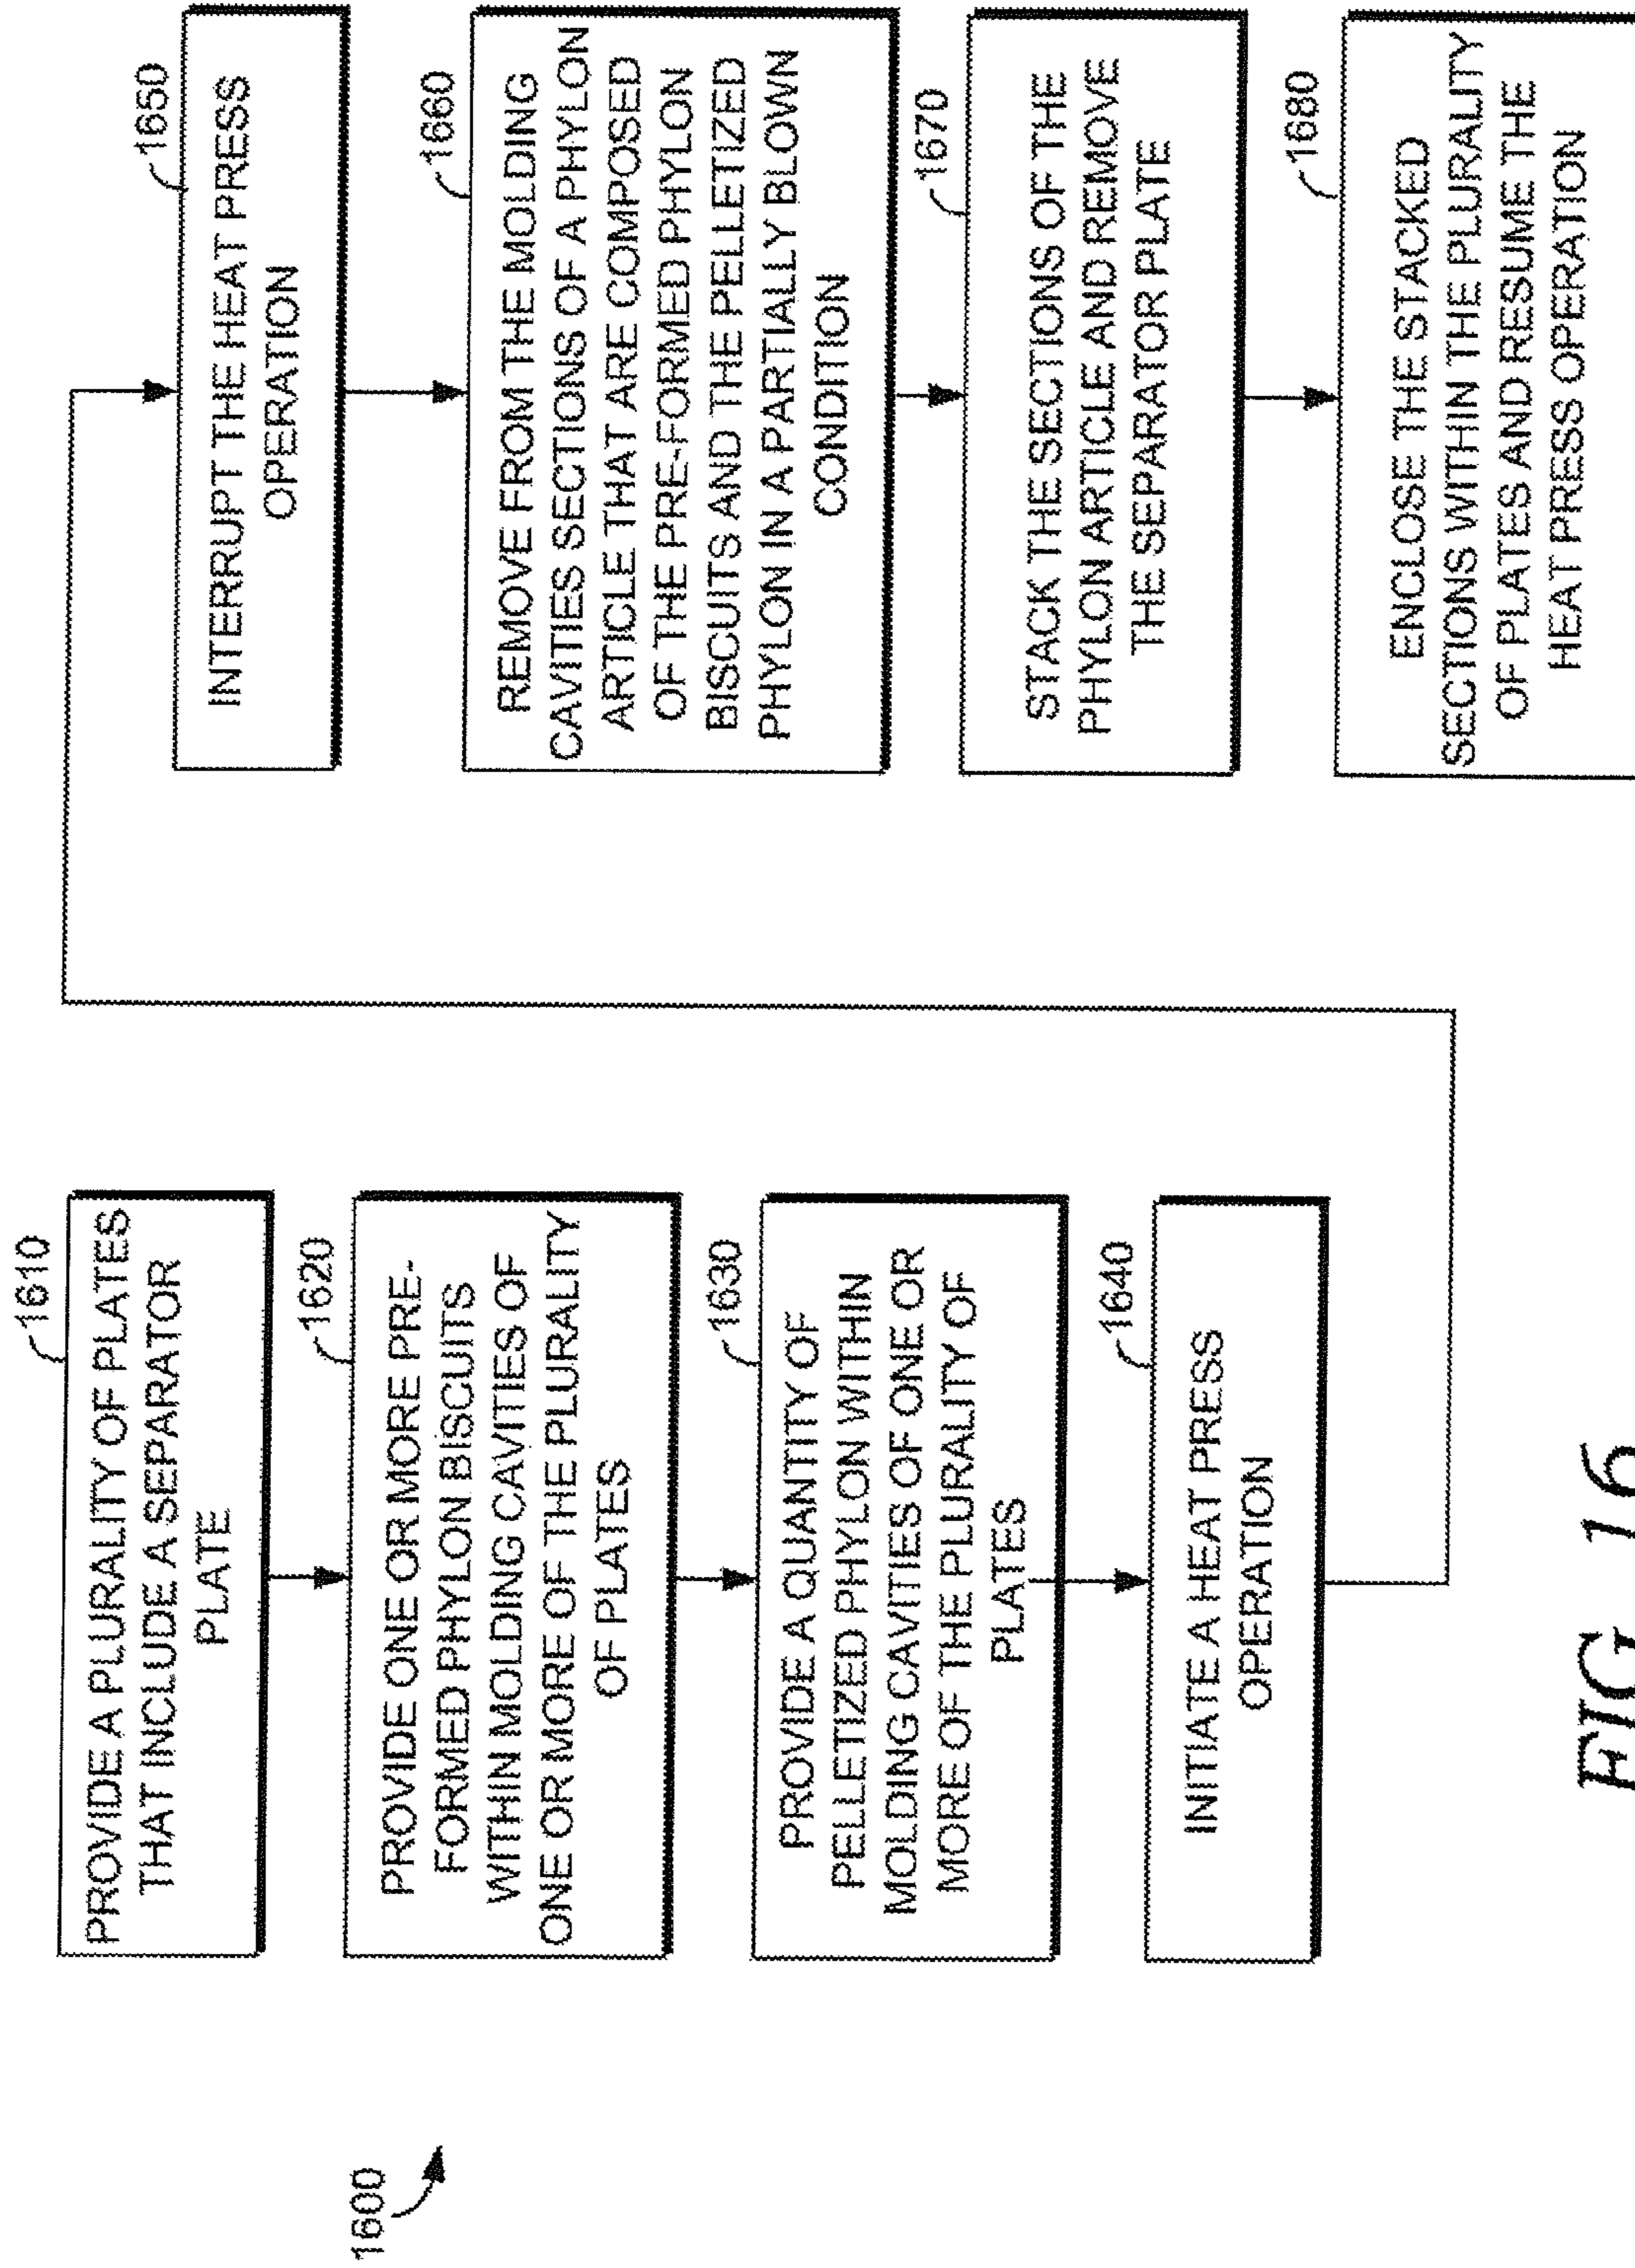 1600
1610
PROVIDE A PLURALITY OF PLATES
THAT INCLUDE A SEPARATOR
PLATE
1620
PROVIDE ONE OR MORE PRE-
FORMED PHYLON BISCUITS
WITHIN MOLDING CAVITIES OF
ONE OR MORE OF THE PLURALITY
OF PLATES
1630
PROVIDE A QUANTITY OF
PELLETIZED PHYLON WITHIN
MOLDING CAVITIES OF ONE OR
MORE OF THE PLURALITY OF
PLATES
1640
INITIATE A HEAT PRESS
OPERATION
1650
INTERRUPT THE HEAT PRESS
OPERATION
1660
REMOVE FROM THE MOLDING
CAVITIES SECTIONS OF A PHYLON
ARTICLE THAT ARE COMPOSED
OF THE PRE-FORMED PHYLON
BISCUITS AND THE PELLETIZED
PHYLON IN A PARTIALLY BLOWN
CONDITION
1670
STACK THE SECTIONS OF THE
PHYLON ARTICLE AND REMOVE
THE SEPARATOR PLATE
1680
ENCLOSE THE STACKED
SECTIONS WITHIN THE PLURALITY
OF PLATES AND RESUME THE
HEAT PRESS OPERATION
FIG 16